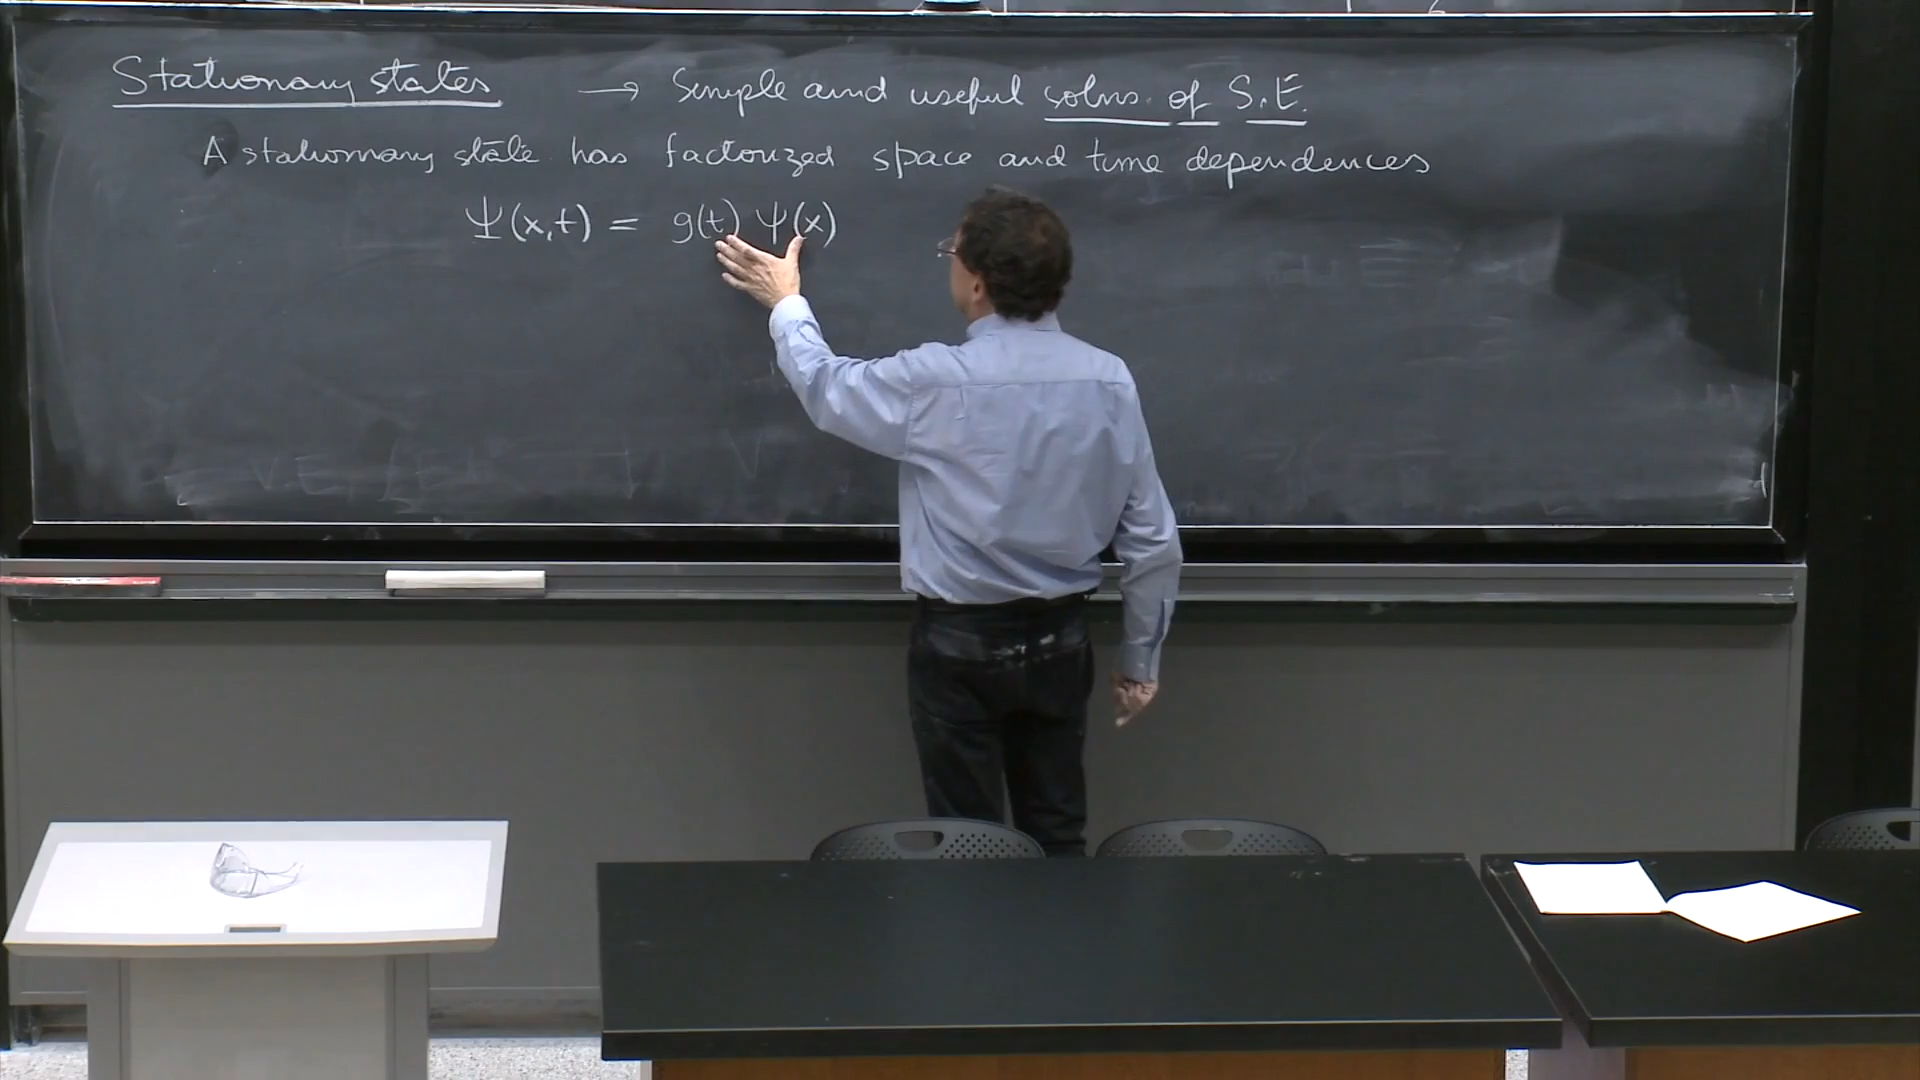 Stationary states → Simple and useful solns. of S.E.
A stationary state has factorized space and time dependences
Ψ(x,t) = g(t) ψ(x)